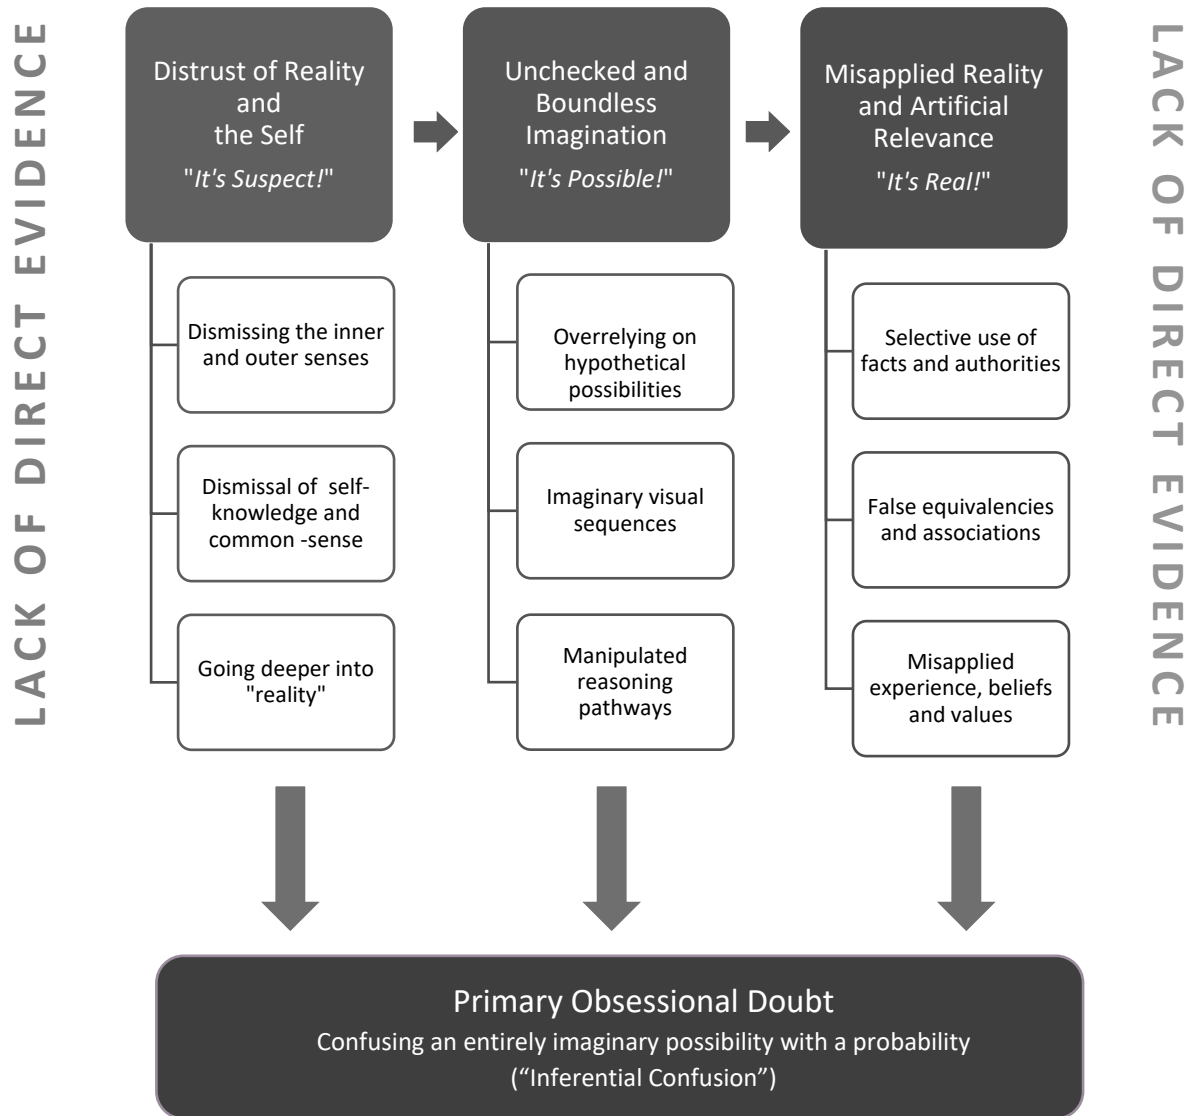 LACK OF DIRECT EVIDENCE
Distrust of Reality
and
the Self
"It's Suspect!"
Dismissing the inner
and outer senses
Dismissal of  self-
knowledge and
common -sense
Going deeper into
"reality"
Unchecked and
Boundless
Imagination
"It's Possible!"
Overrelying on
hypothetical
possibilities
Imaginary visual
sequences
Manipulated
reasoning
pathways
Misapplied Reality
and Artificial
Relevance
"It's Real!"
Selective use of
facts and authorities
False equivalencies
and associations
Misapplied
experience, beliefs
and values
LACK OF DIRECT EVIDENCE
Primary Obsessional Doubt
Confusing an entirely imaginary possibility with a probability
(“Inferential Confusion”)